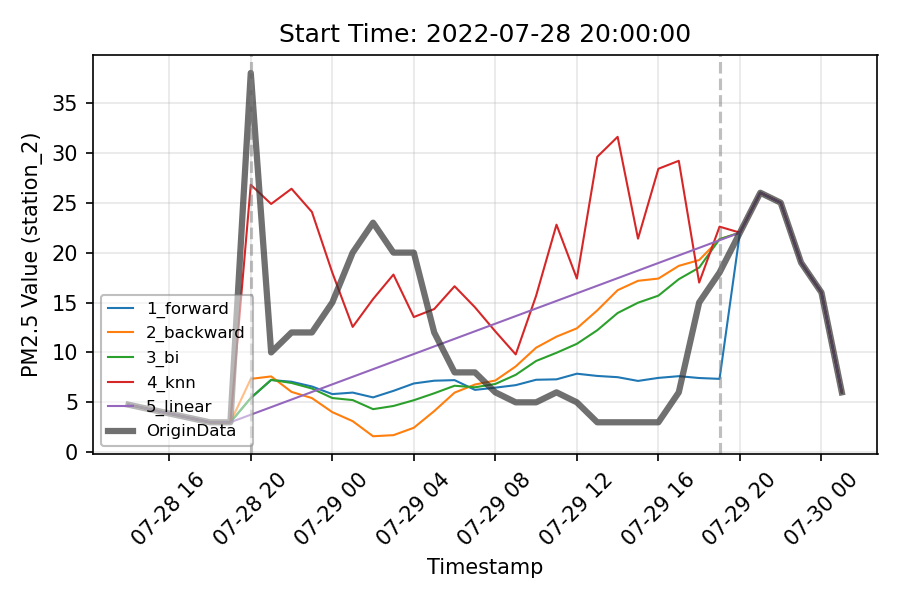 Start Time: 2022-07-28 20:00:00
PM2.5 Value (station_2)
35
30
25
20
15
10
5
0
1_forward
2_backward
3_bi
4_knn
5_linear
OriginData
07-28 16
07-28 20
07-29 00
07-29 04
07-29 08
07-29 12
07-29 16
07-29 20
07-30 00
Timestamp